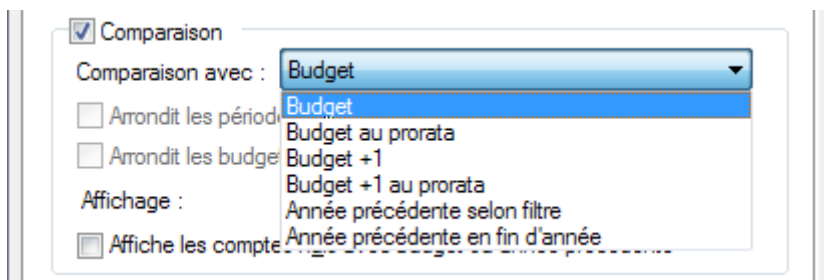 Comparaison
Comparaison avec : Budget
Arrondit les périod
Budget
Arrondit les budge
Budget au prorata
Budget +1
Budget +1 au prorata
Affichage :
Année précédente selon filtre
Affiche les compte
Année précédente en fin d'année